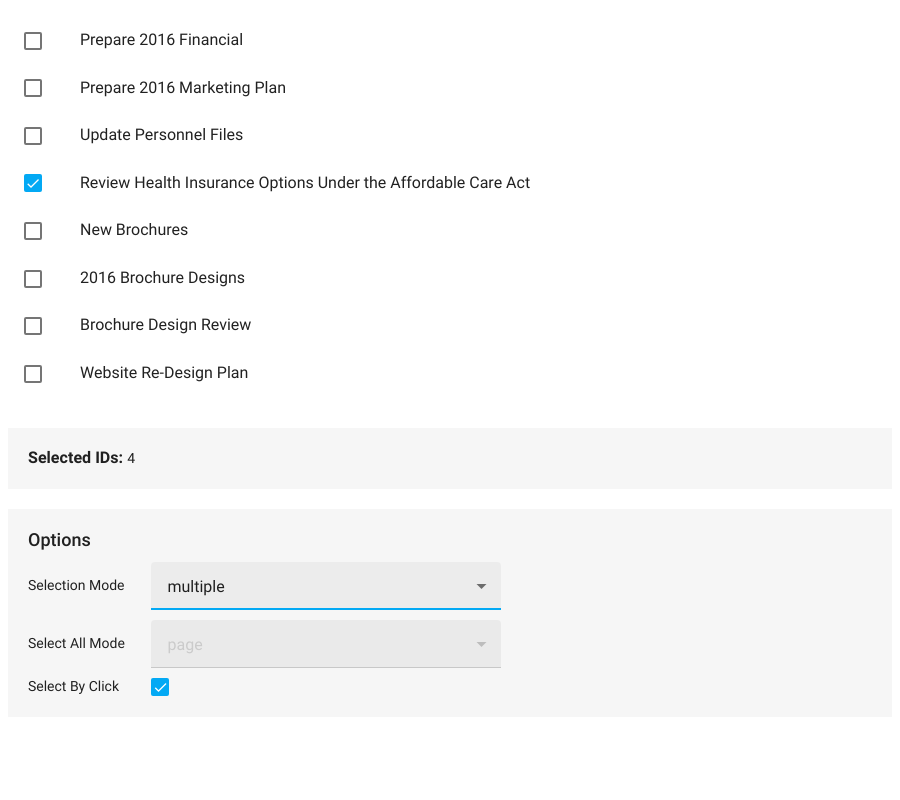 Prepare 2016 Financial
Prepare 2016 Marketing Plan
Update Personnel Files
Review Health Insurance Options Under the Affordable Care Act
New Brochures
2016 Brochure Designs
Brochure Design Review
Website Re-Design Plan
Selected IDs: 4
Options
Selection Mode multiple
Select All Mode page
Select By Click